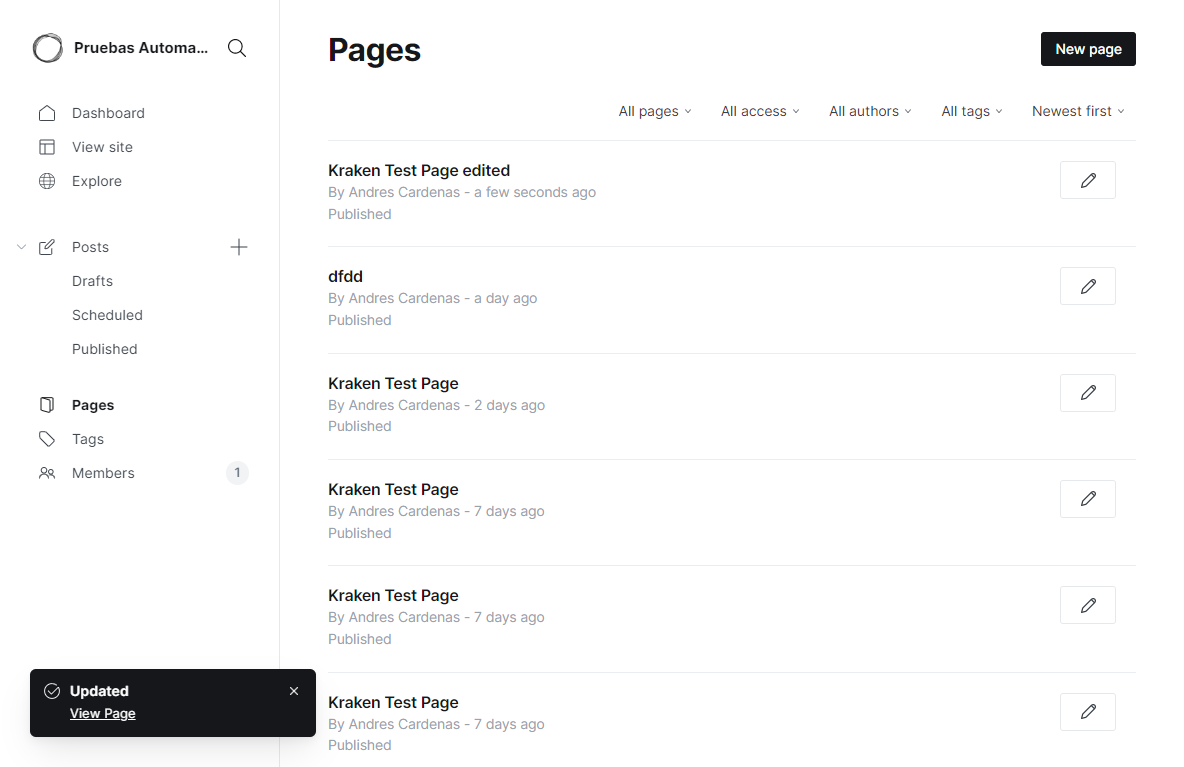 Pruebas Automa...
Dashboard
View site
Explore
Posts
Drafts
Scheduled
Published
Pages
Tags
Members 1
Pages
New page
All pages All access All authors All tags Newest first
Kraken Test Page edited
By Andres Cardenas - a few seconds ago
Published
dfdd
By Andres Cardenas - a day ago
Published
Kraken Test Page
By Andres Cardenas - 2 days ago
Published
Kraken Test Page
By Andres Cardenas - 7 days ago
Published
Kraken Test Page
By Andres Cardenas - 7 days ago
Published
Kraken Test Page
By Andres Cardenas - 7 days ago
Published
Updated
View Page